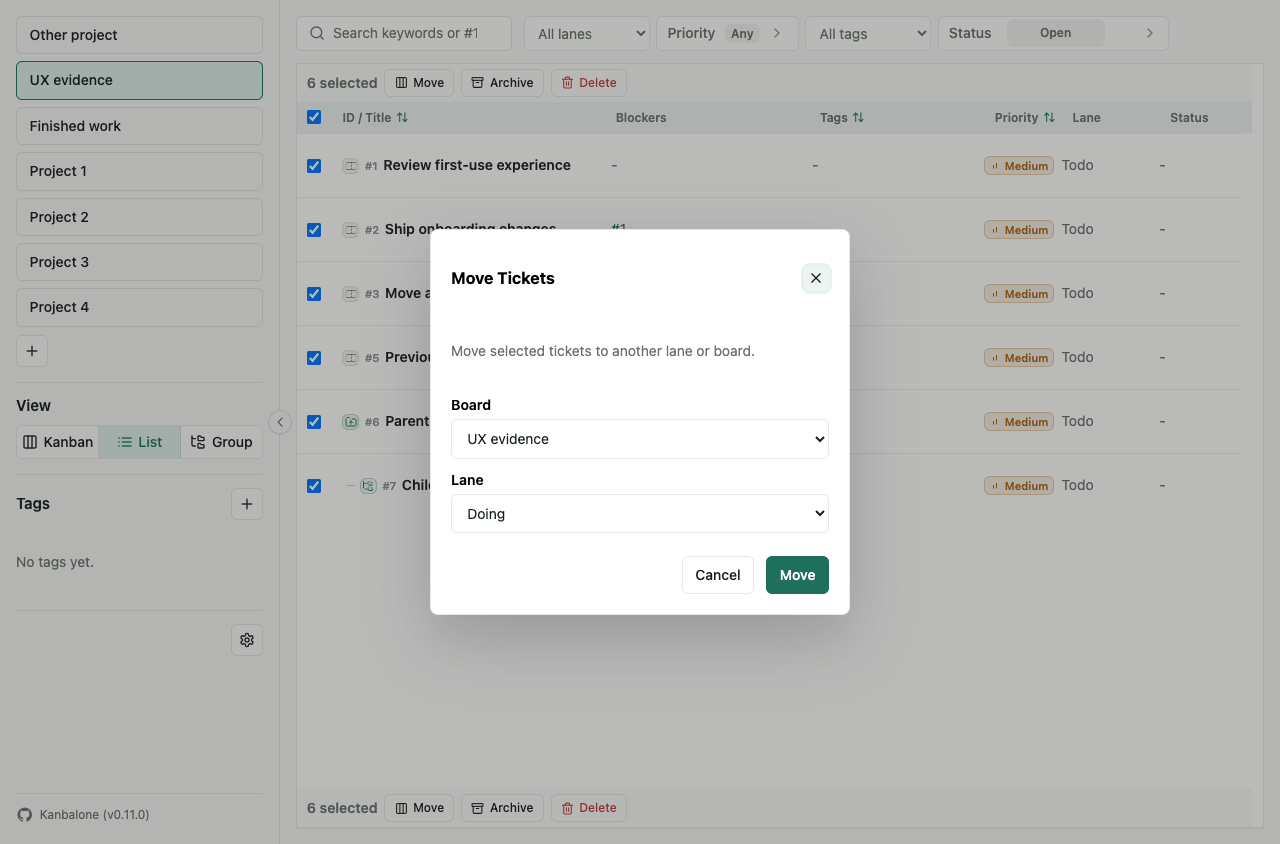 Other project
UX evidence
Finished work
Project 1
Project 2
Project 3
Project 4
View
Kanban List Group
Tags
No tags yet.
Kanbalone (v0.11.0)
Search keywords or #1 All lanes Priority Any All tags Status Open
6 selected Move Archive Delete
ID / Title Blockers Tags Priority Lane Status
#1 Review first-use experience - - Medium Todo -
#2 Ship onboarding changes #1 Medium Todo -
#3 Move Medium Todo -
#5 Medium Todo -
#6 Parent Medium Todo -
#7 Medium Todo -
6 selected Move Archive Delete
Move Tickets
Move selected tickets to another lane or board.
Board
UX evidence
Lane
Doing
Cancel Move